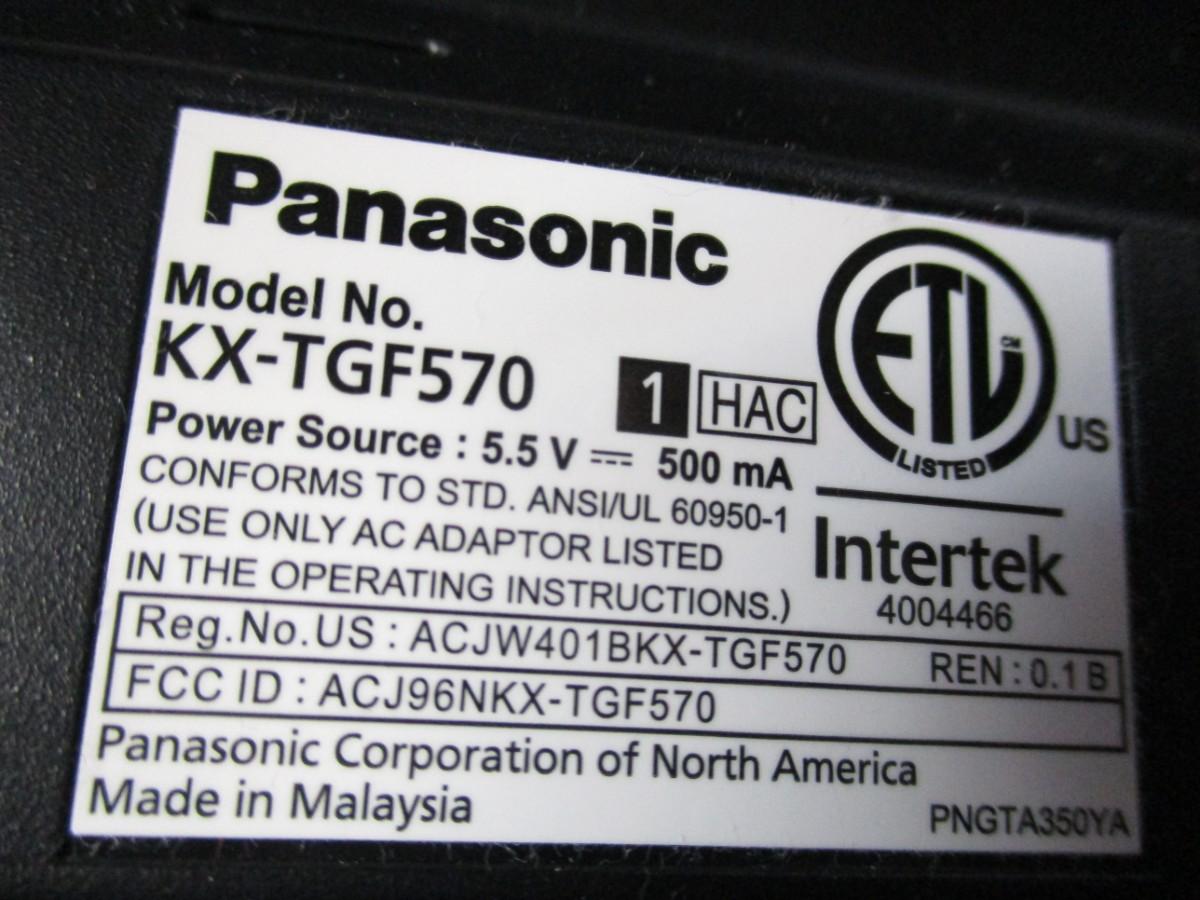 Panasonic
Model No.
KX-TGF570
1 HAC
ETL CM
LISTED
US
Power Source : 5.5 V ⎓ 500 mA
CONFORMS TO STD. ANSI/UL 60950-1
(USE ONLY AC ADAPTOR LISTED
IN THE OPERATING INSTRUCTIONS.)
Intertek
4004466
Reg.No.US : ACJW401BKX-TGF570 REN : 0.1 B
FCC ID : ACJ96NKX-TGF570
Panasonic Corporation of North America
Made in Malaysia
PNGTA350YA